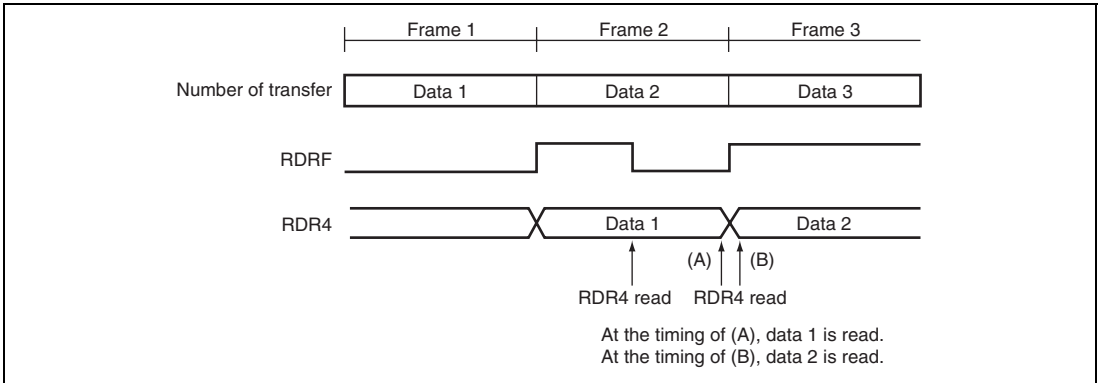 Frame 1 Frame 2 Frame 3
Number of transfer Data 1 Data 2 Data 3
RDRF
RDR4 Data 1 Data 2
(A) (B)
RDR4 read RDR4 read
At the timing of (A), data 1 is read.
At the timing of (B), data 2 is read.